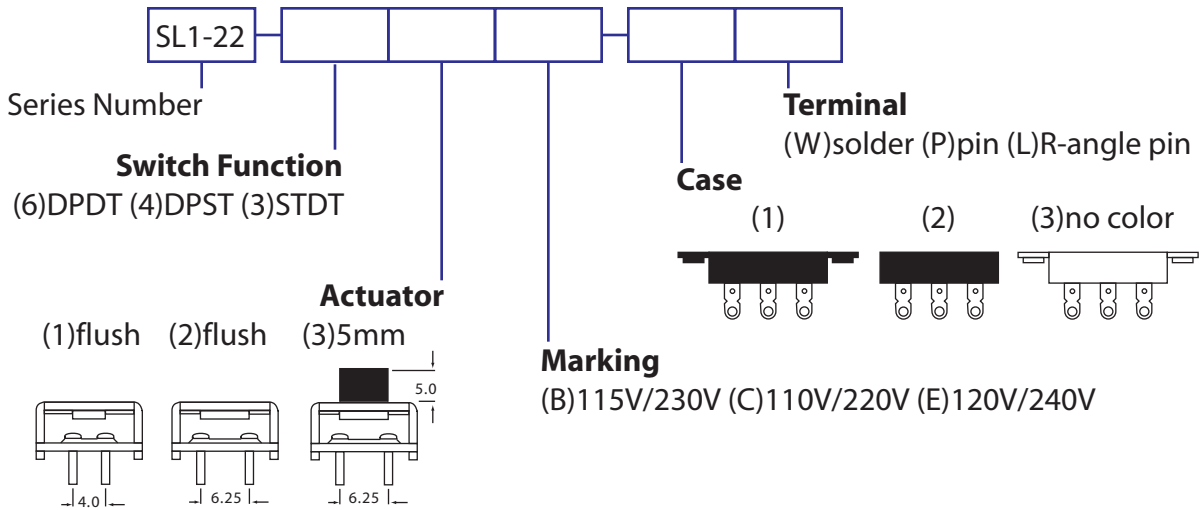 SL1-22
Series Number
Terminal
(W)solder (P)pin (L)R-angle pin
Switch Function
(6)DPDT (4)DPST (3)STDT
Case
(1) (2) (3)no color
Actuator
(1)flush (2)flush (3)5mm
5.0
Marking
(B)115V/230V (C)110V/220V (E)120V/240V
4.0 6.25 6.25